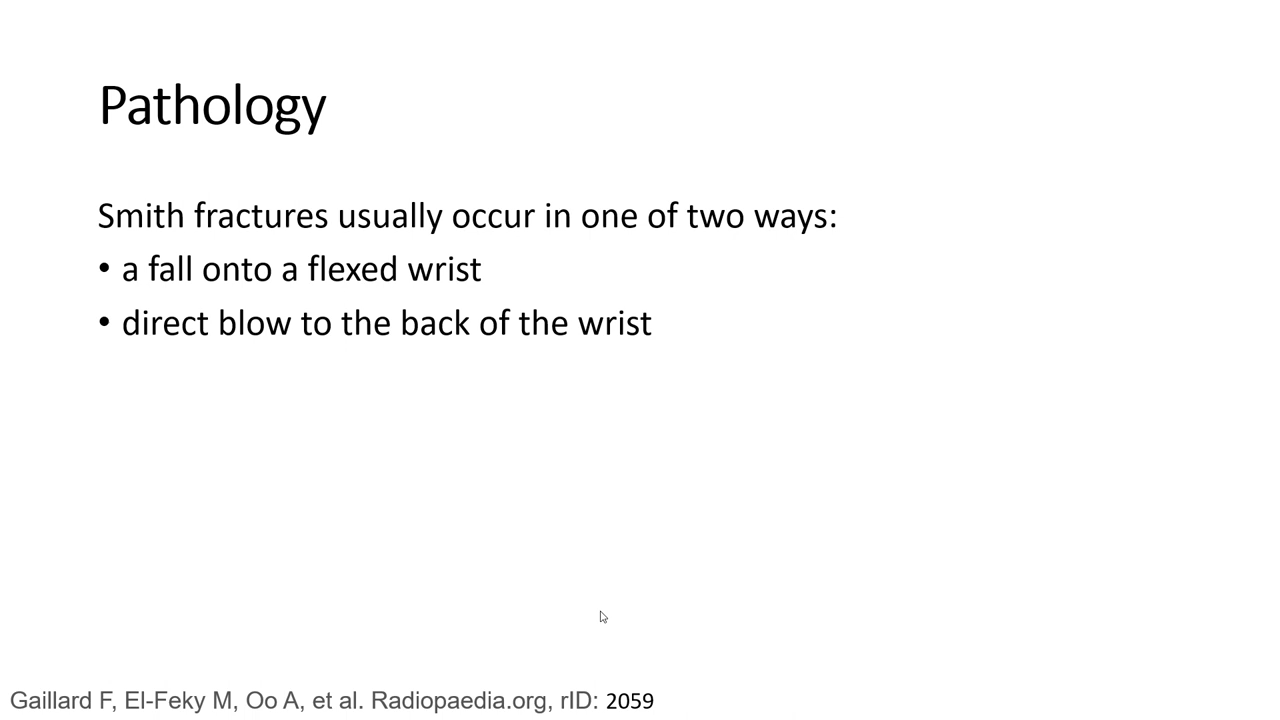 Pathology
Smith fractures usually occur in one of two ways:
• a fall onto a flexed wrist
• direct blow to the back of the wrist
Gaillard F, El-Feky M, Oo A, et al. Radiopaedia.org, rID: 2059